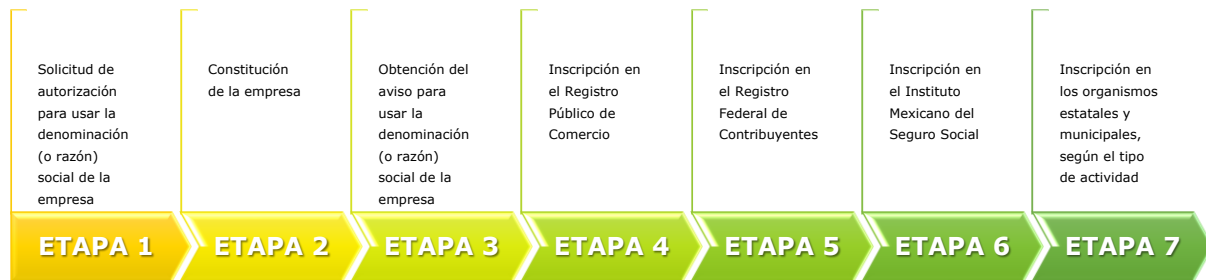 Solicitud de
autorización
para usar la
denominación
(o razón)
social de la
empresa
Constitución
de la empresa
Obtención del
aviso para
usar la
denominación
(o razón)
social de la
empresa
Inscripción en
el Registro
Público de
Comercio
Inscripción en
el Registro
Federal de
Contribuyentes
Inscripción en
el Instituto
Mexicano del
Seguro Social
Inscripción en
los organismos
estatales y
municipales,
según el tipo
de actividad
ETAPA 1
ETAPA 2
ETAPA 3
ETAPA 4
ETAPA 5
ETAPA 6
ETAPA 7